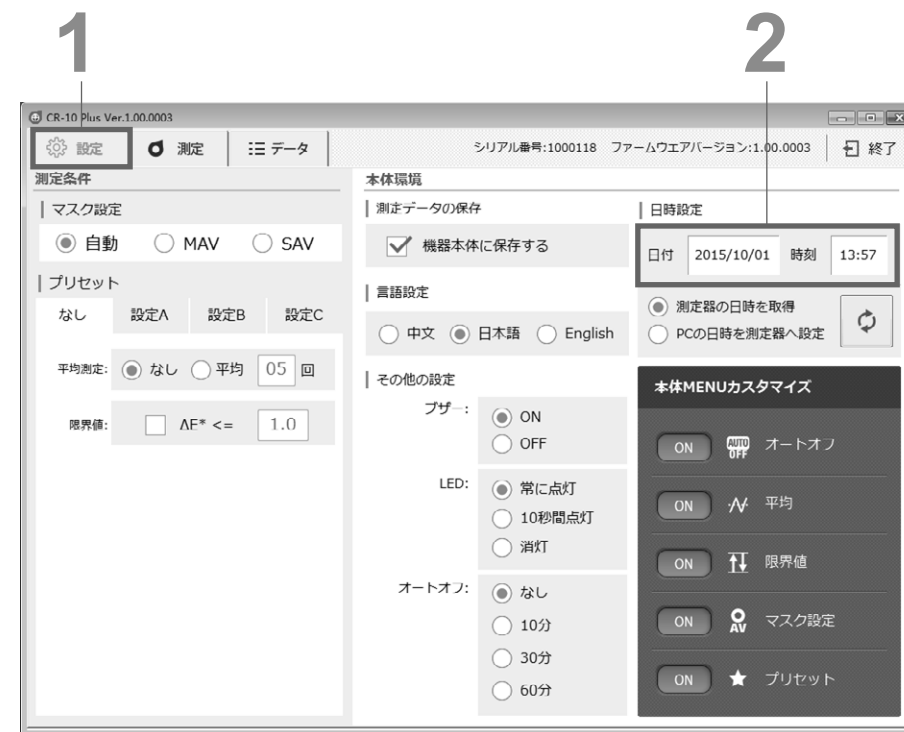 1
2
CR-10 Plus Ver.1.00.0003
設定
測定
データ
シリアル番号:1000118 ファームウエアバージョン:1.00.0003
終了
測定条件
マスク設定
自動 MAV SAV
プリセット
なし 設定A 設定B 設定C
平均測定: なし 平均 05 回
限界値: ΔE* <= 1.0
本体環境
測定データの保存
機器本体に保存する
言語設定
中文 日本語 English
その他の設定
ブザー: ON
OFF
LED: 常に点灯
10秒間点灯
消灯
オートオフ: なし
10分
30分
60分
日時設定
日付 2015/10/01 時刻 13:57
測定器の日時を取得
PCの日時を測定器へ設定
本体MENUカスタマイズ
ON AUTO OFF オートオフ
ON 平均
ON 限界値
ON AV マスク設定
ON プリセット